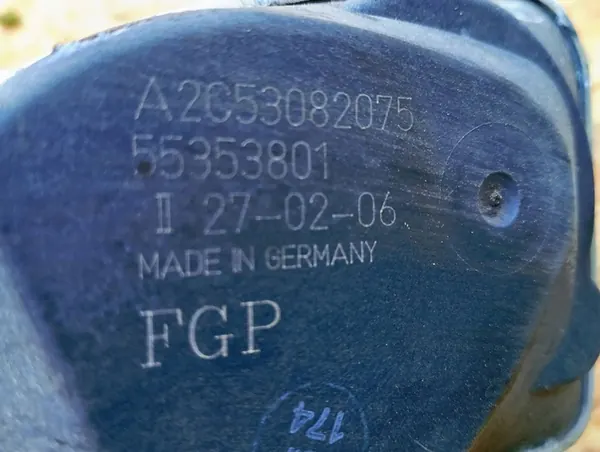 A2C53082075
55353801
II 27-02-06
MADE IN GERMANY
FGP
174